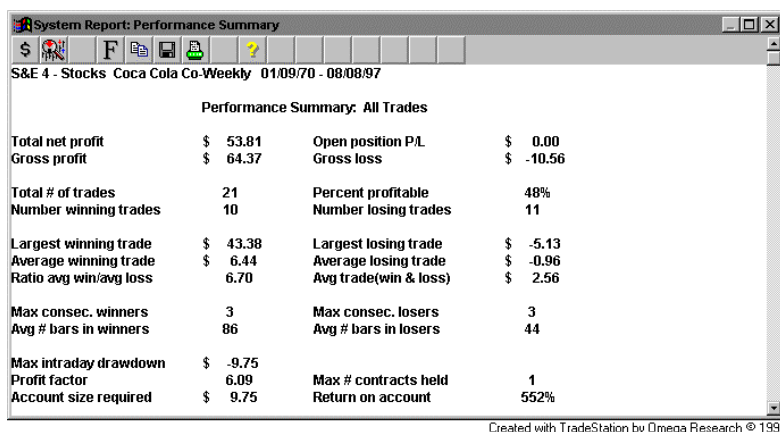 System Report: Performance Summary
$ F ?
S&E 4 - Stocks Coca Cola Co-Weekly 01/09/70 - 08/08/97
Performance Summary: All Trades
Total net profit $ 53.81 Open position P/L $ 0.00
Gross profit $ 64.37 Gross loss $ -10.56
Total # of trades 21 Percent profitable 48%
Number winning trades 10 Number losing trades 11
Largest winning trade $ 43.38 Largest losing trade $ -5.13
Average winning trade $ 6.44 Average losing trade $ -0.96
Ratio avg win/avg loss 6.70 Avg trade(win & loss) $ 2.56
Max consec. winners 3 Max consec. losers 3
Avg # bars in winners 86 Avg # bars in losers 44
Max intraday drawdown $ -9.75
Profit factor 6.09 Max # contracts held 1
Account size required $ 9.75 Return on account 552%
Created with TradeStation by Omega Research © 199